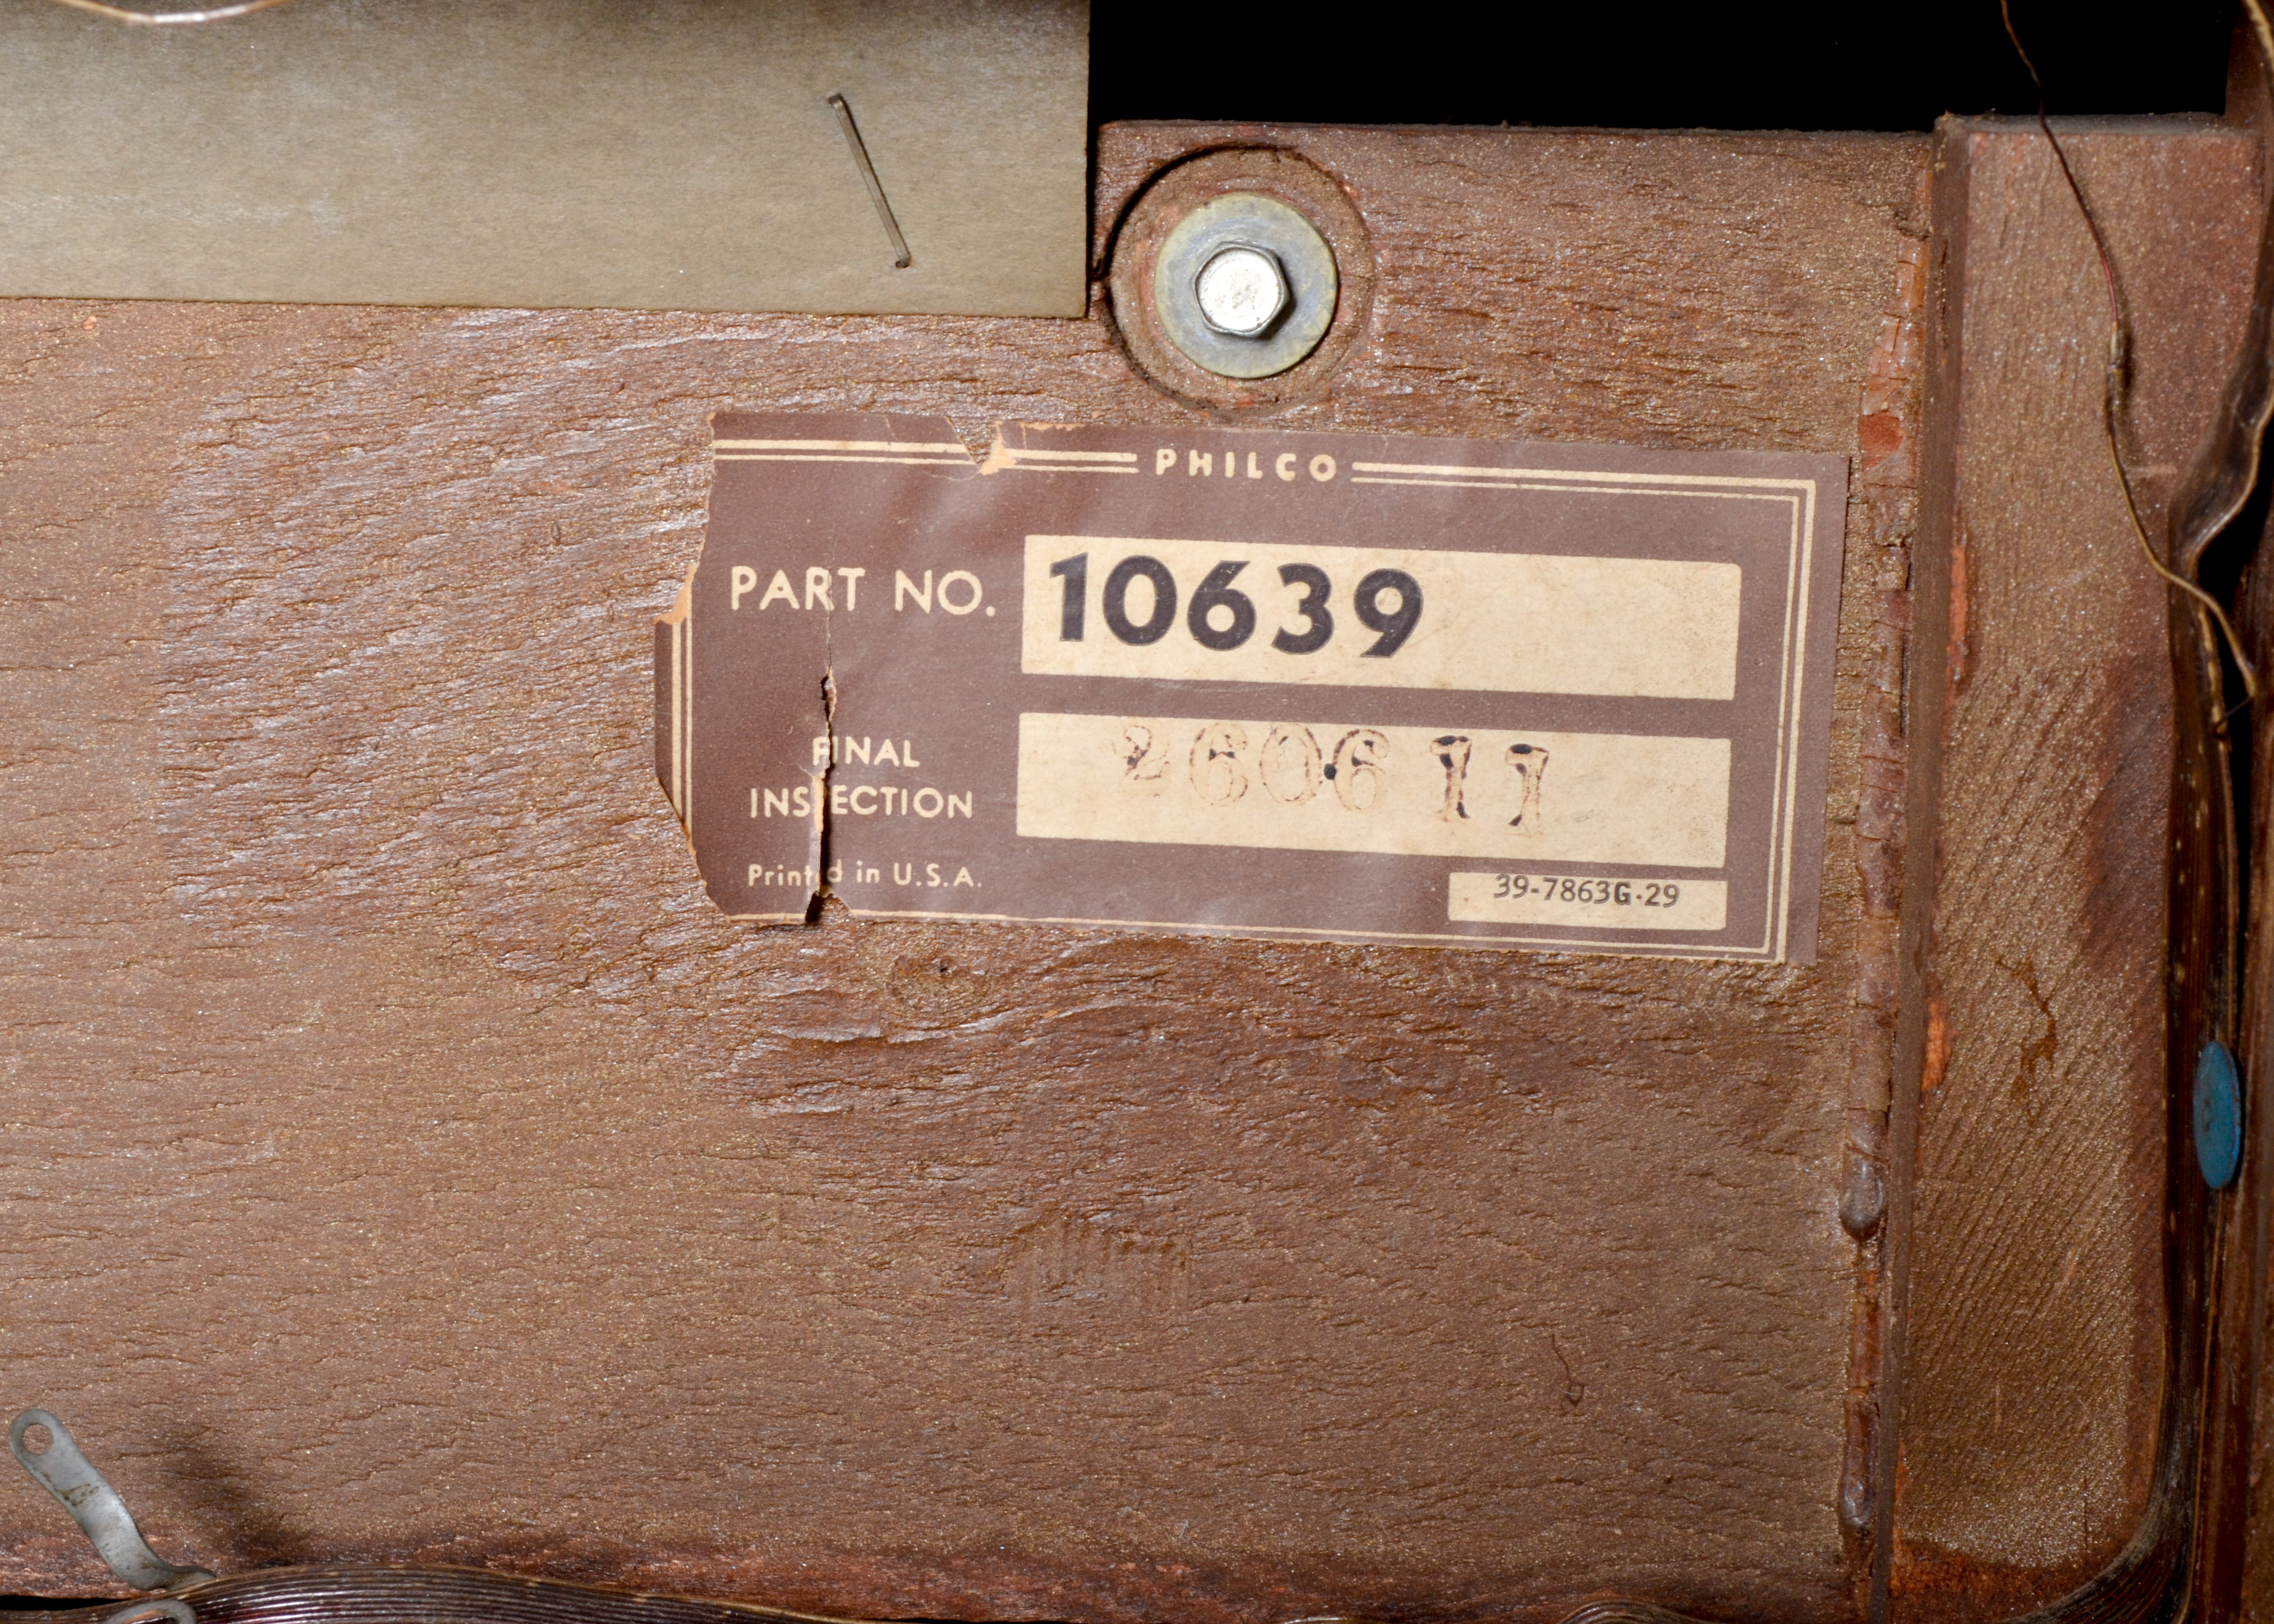 PHILCO
PART NO. 10639
FINAL
INSPECTION
260611
Printed in U.S.A.
39-7863G-29